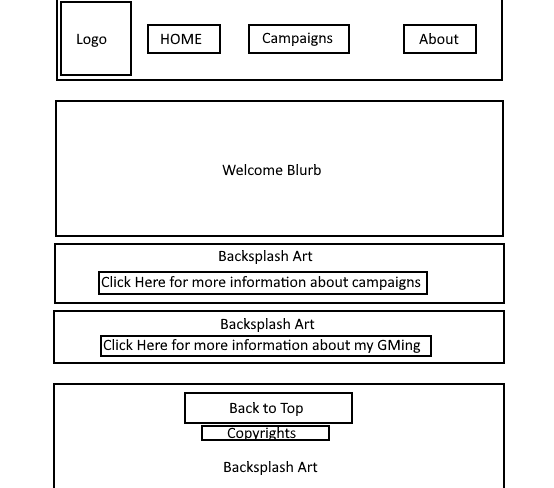 Logo
HOME
Campaigns
About
Welcome Blurb
Backsplash Art
Click Here for more information about campaigns
Backsplash Art
Click Here for more information about my GMing
Back to Top
Copyrights
Backsplash Art